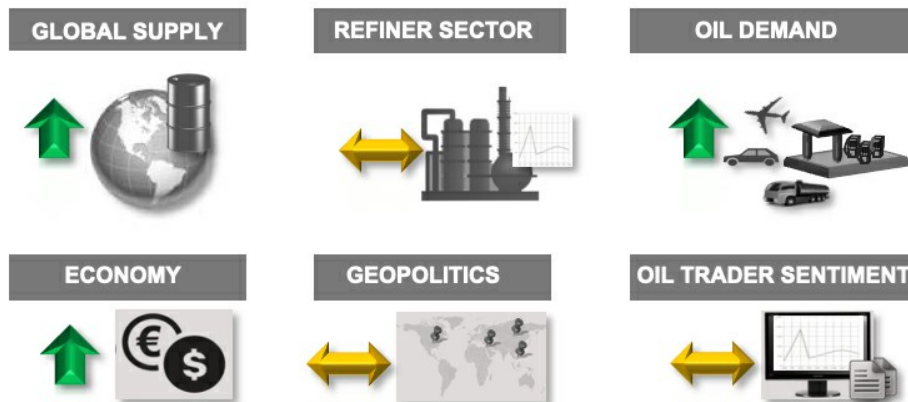 GLOBAL SUPPLY
REFINER SECTOR
OIL DEMAND
ECONOMY
GEOPOLITICS
OIL TRADER SENTIMENT